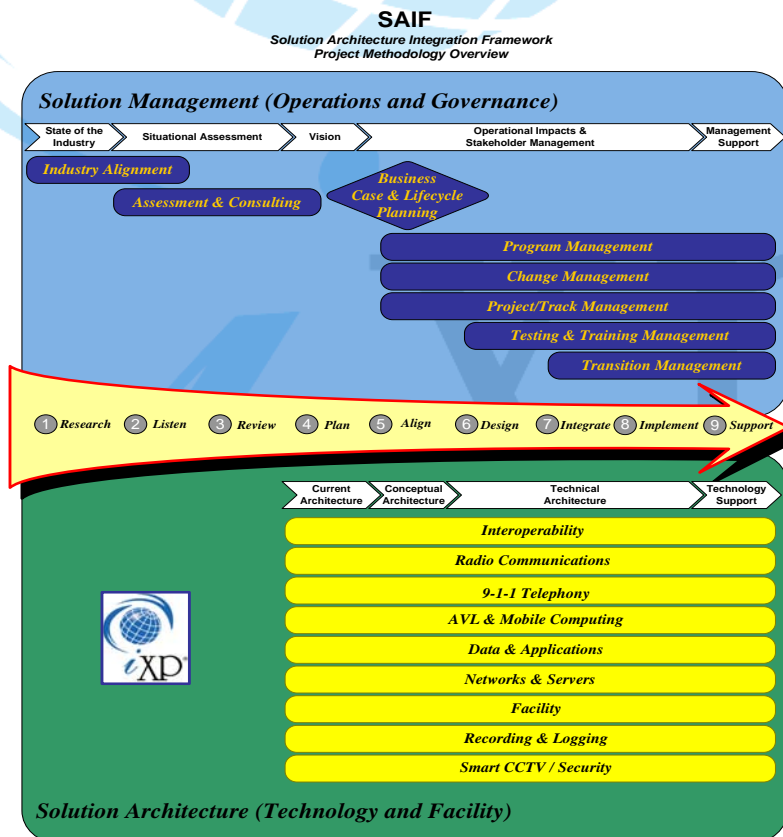 SAIF
Solution Architecture Integration Framework
Project Methodology Overview
Solution Management (Operations and Governance)
State of the
Industry
Situational Assessment
Vision
Operational Impacts &
Stakeholder Management
Management
Support
Industry Alignment
Assessment & Consulting
Business
Case & Lifecycle
Planning
Program Management
Change Management
Project/Track Management
Testing & Training Management
Transition Management
1 Research
2 Listen
3 Review
4 Plan
5 Align
6 Design
7 Integrate
8 Implement
9 Support
Current
Architecture
Conceptual
Architecture
Technical
Architecture
Technology
Support
Interoperability
Radio Communications
9-1-1 Telephony
AVL & Mobile Computing
Data & Applications
Networks & Servers
Facility
Recording & Logging
Smart CCTV / Security
iXP
Solution Architecture (Technology and Facility)